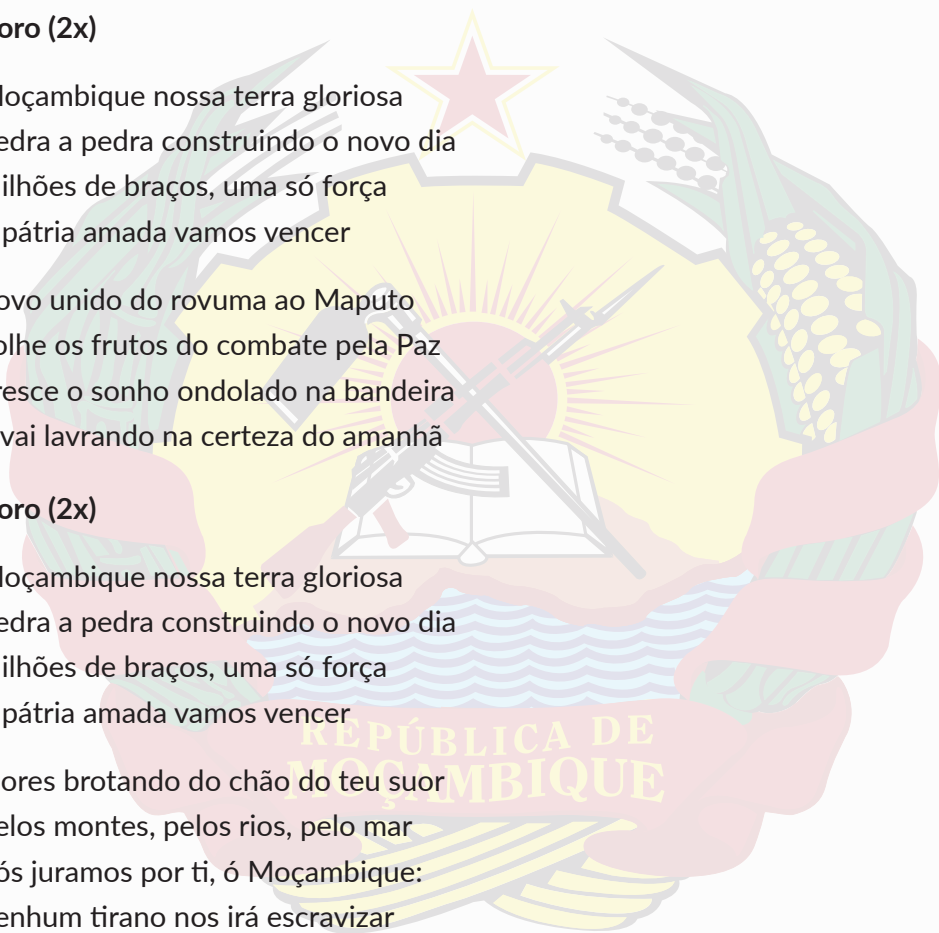 oro (2x)
oçambique nossa terra gloriosa
edra a pedra construindo o novo dia
ilhões de braços, uma só força
pátria amada vamos vencer
ovo unido do rovuma ao Maputo
olhe os frutos do combate pela Paz
resce o sonho ondolado na bandeira
vai lavrando na certeza do amanhã
oro (2x)
oçambique nossa terra gloriosa
edra a pedra construindo o novo dia
ilhões de braços, uma só força
pátria amada vamos vencer
ores brotando do chão do teu suor
elos montes, pelos rios, pelo mar
ós juramos por ti, ó Moçambique:
enhum tirano nos irá escravizar
REPÚBLICA DE
MOÇAMBIQUE